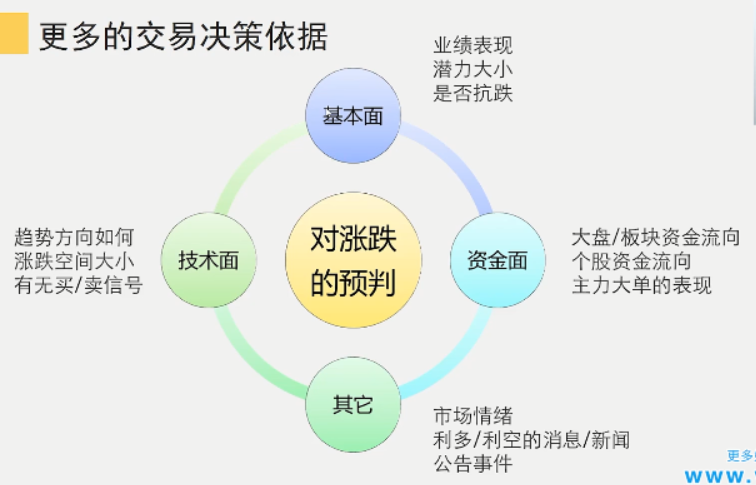 更多的交易决策依据
业绩表现
潜力大小
是否抗跌
基本面
趋势方向如何
涨跌空间大小
有无买/卖信号
技术面
对涨跌
的预判
资金面
大盘/板块资金流向
个股资金流向
主力大单的表现
其它
市场情绪
利多/利空的消息/新闻
公告事件
更多
www.